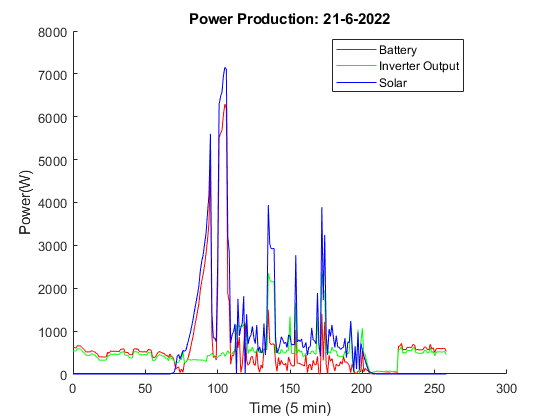 Power Production: 21-6-2022
Battery
Inverter Output
Solar
Power(W)
8000
7000
6000
5000
4000
3000
2000
1000
0
0 50 100 150 200 250 300
Time (5 min)